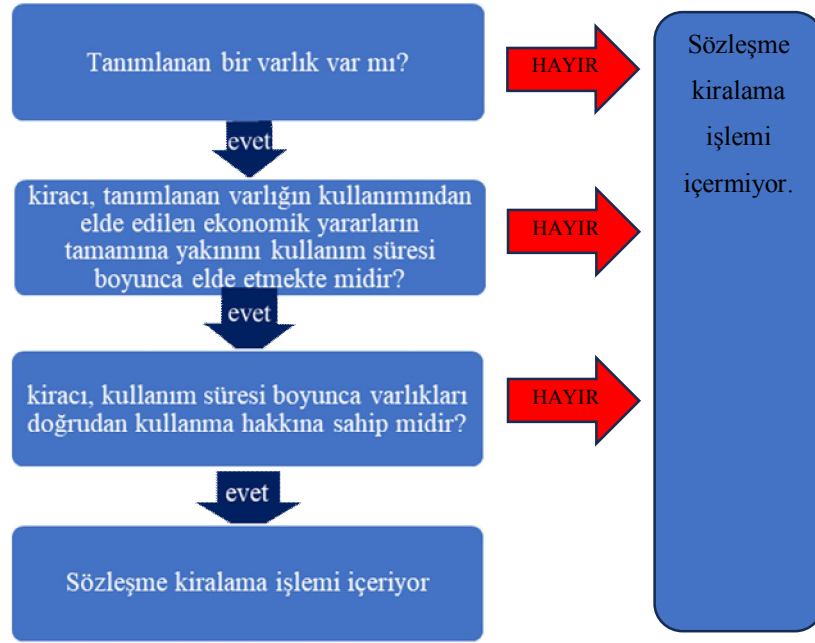 Tanımlanan bir varlık var mı?
HAYIR
evet
kiracı, tanımlanan varlığın kullanımından
elde edilen ekonomik yararların
tamamına yakınını kullanım süresi
boyunca elde etmekte midir?
HAYIR
evet
kiracı, kullanım süresi boyunca varlıkları
doğrudan kullanma hakkına sahip midir?
HAYIR
evet
Sözleşme kiralama işlemi içeriyor
Sözleşme
kiralama
işlemi
içermiyor.